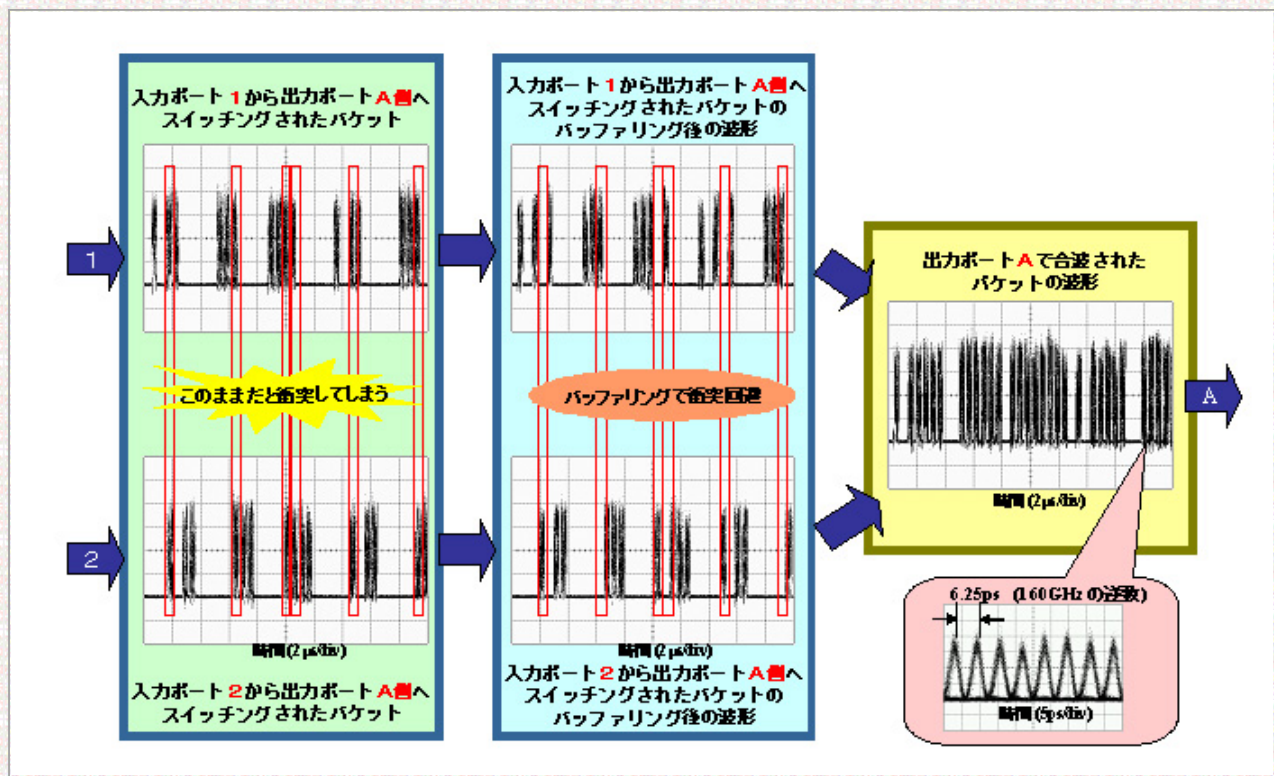 入力ポート1から出力ポートA側へ
スイッチングされたパケット
1
このままだと衝突してしまう
2
時間(2μs/div)
入力ポート2から出力ポートA側へ
スイッチングされたパケット
入力ポート1から出力ポートA側へ
スイッチングされたパケットの
バッファリング後の波形
バッファリングで衝突回避
時間(2μs/div)
入力ポート2から出力ポートA側へ
スイッチングされたパケットの
バッファリング後の波形
出力ポートAで合波された
パケットの波形
A
時間(2μs/div)
6.25ps (160GHzの逆数)
時間(5ps/div)